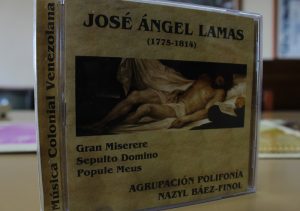 JOSÉ ÁNGEL LAMAS
(1775-1814)
Gran Miserere
Sepulto Domino
Popule Meus
AGRUPACIÓN POLIFONÍA
NAZYL BÁEZ-FINOL
Música Colonial Venezolana